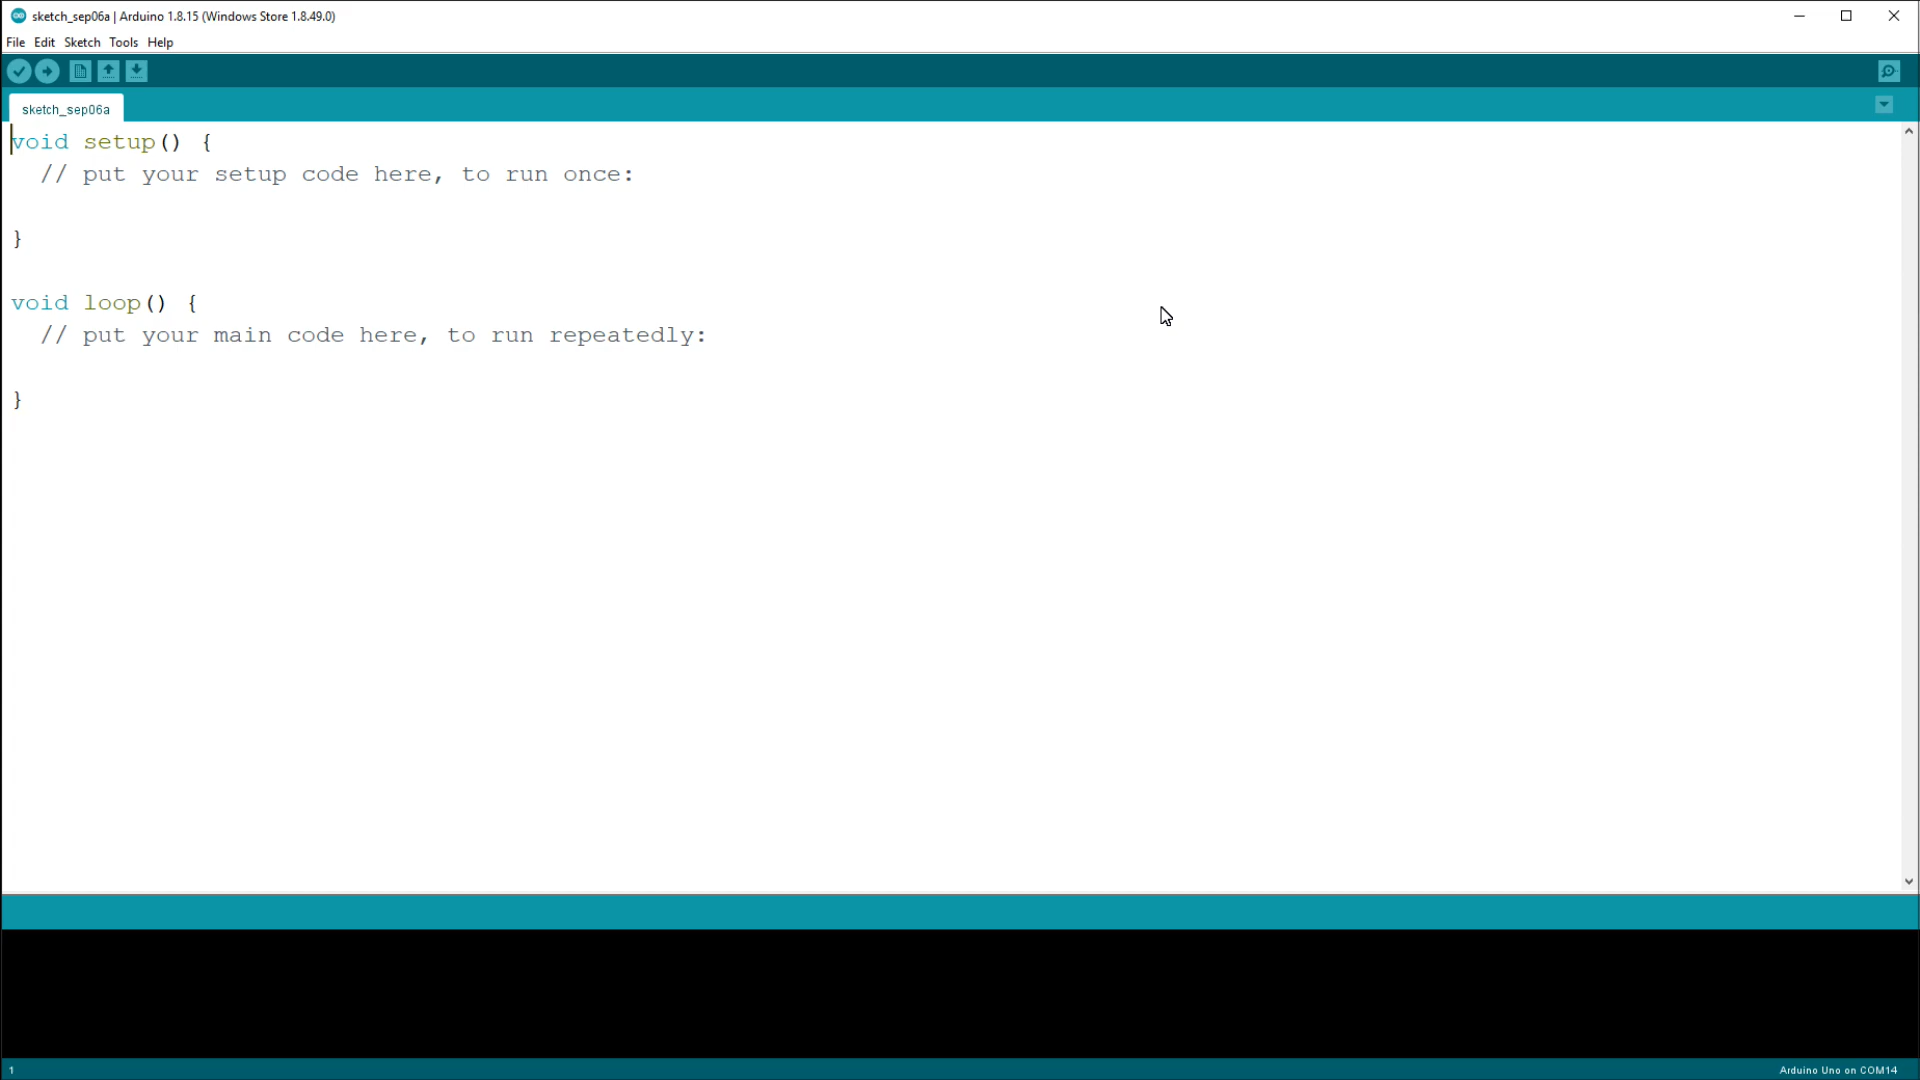 sketch_sep06a | Arduino 1.8.15 (Windows Store 1.8.49.0)
File Edit Sketch Tools Help
sketch_sep06a
void setup() {
  // put your setup code here, to run once:
}
void loop() {
  // put your main code here, to run repeatedly:
}
1
Arduino Uno on COM14